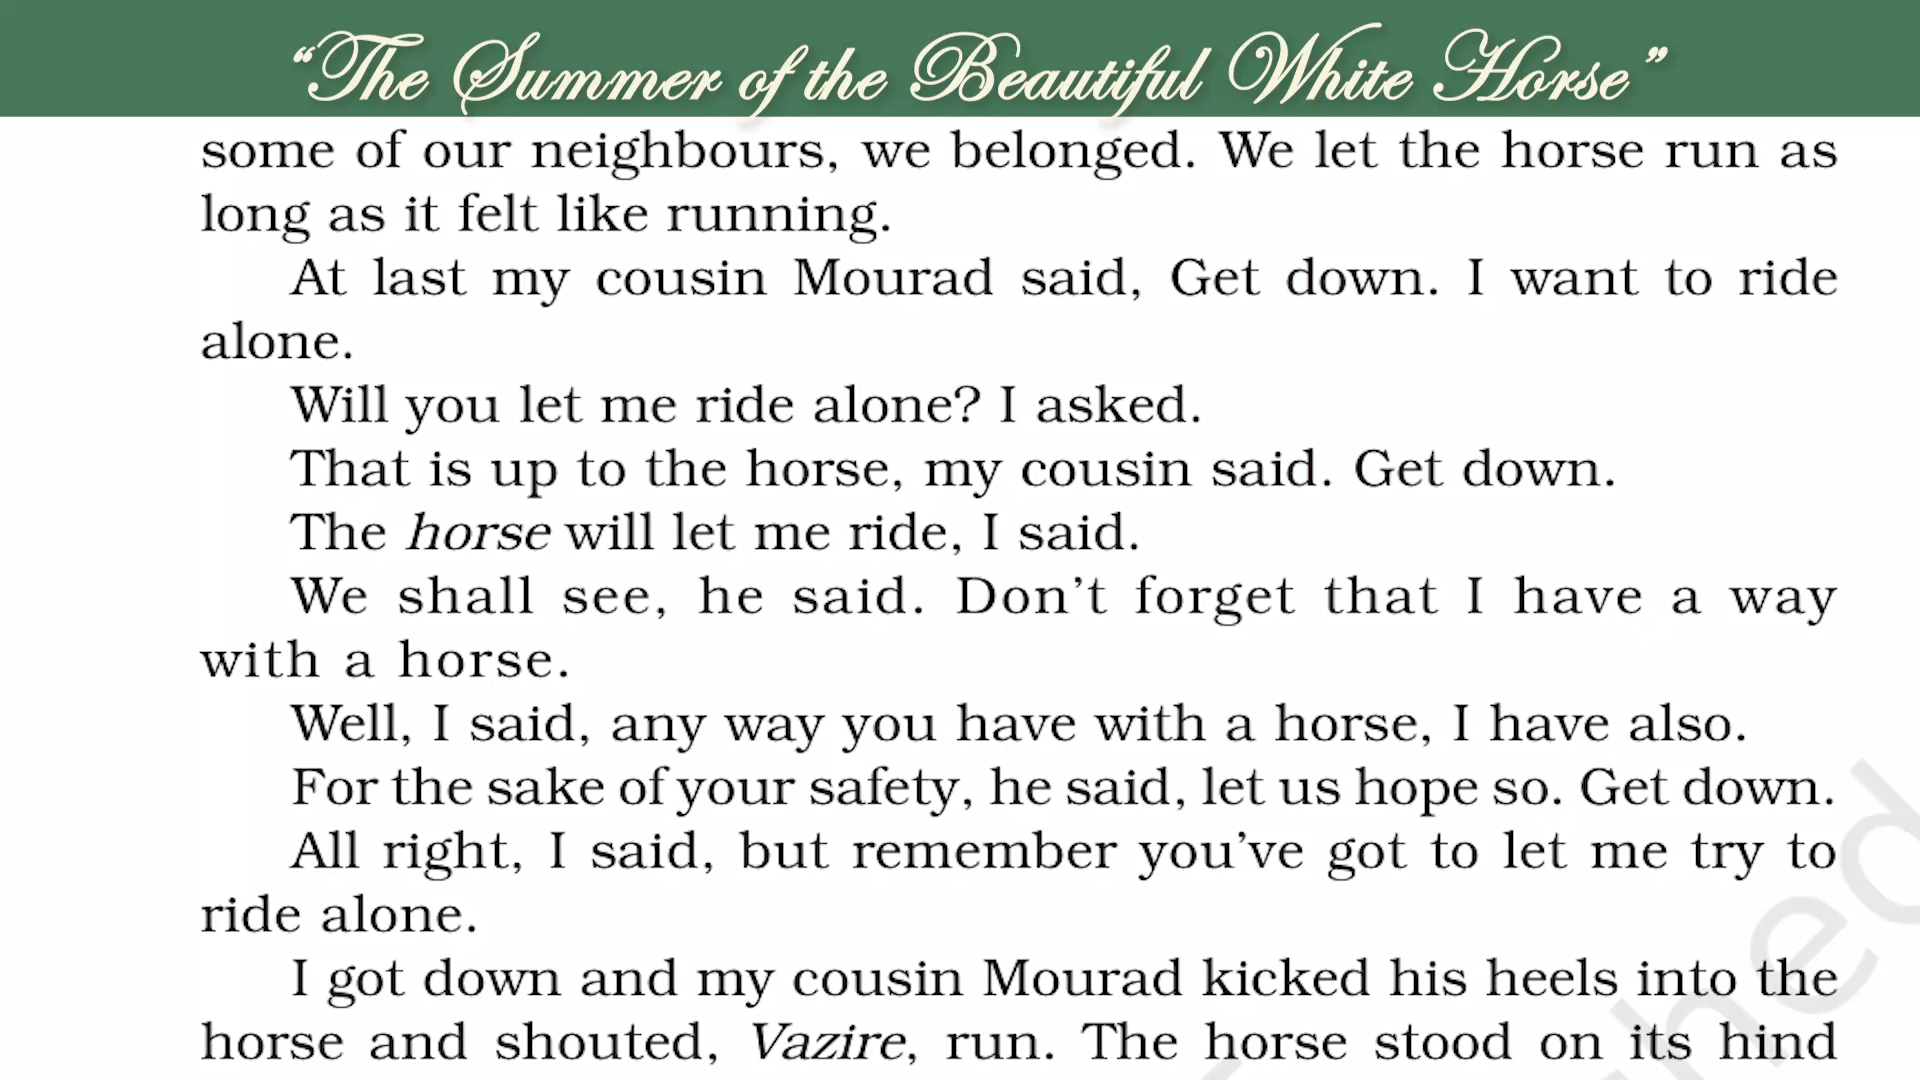 “The Summer of the Beautiful White Horse”
some of our neighbours, we belonged. We let the horse run as
long as it felt like running.
At last my cousin Mourad said, Get down. I want to ride
alone.
Will you let me ride alone? I asked.
That is up to the horse, my cousin said. Get down.
The horse will let me ride, I said.
We shall see, he said. Don’t forget that I have a way
with a horse.
Well, I said, any way you have with a horse, I have also.
For the sake of your safety, he said, let us hope so. Get down.
All right, I said, but remember you’ve got to let me try to
ride alone.
I got down and my cousin Mourad kicked his heels into the
horse and shouted, Vazire, run. The horse stood on its hind